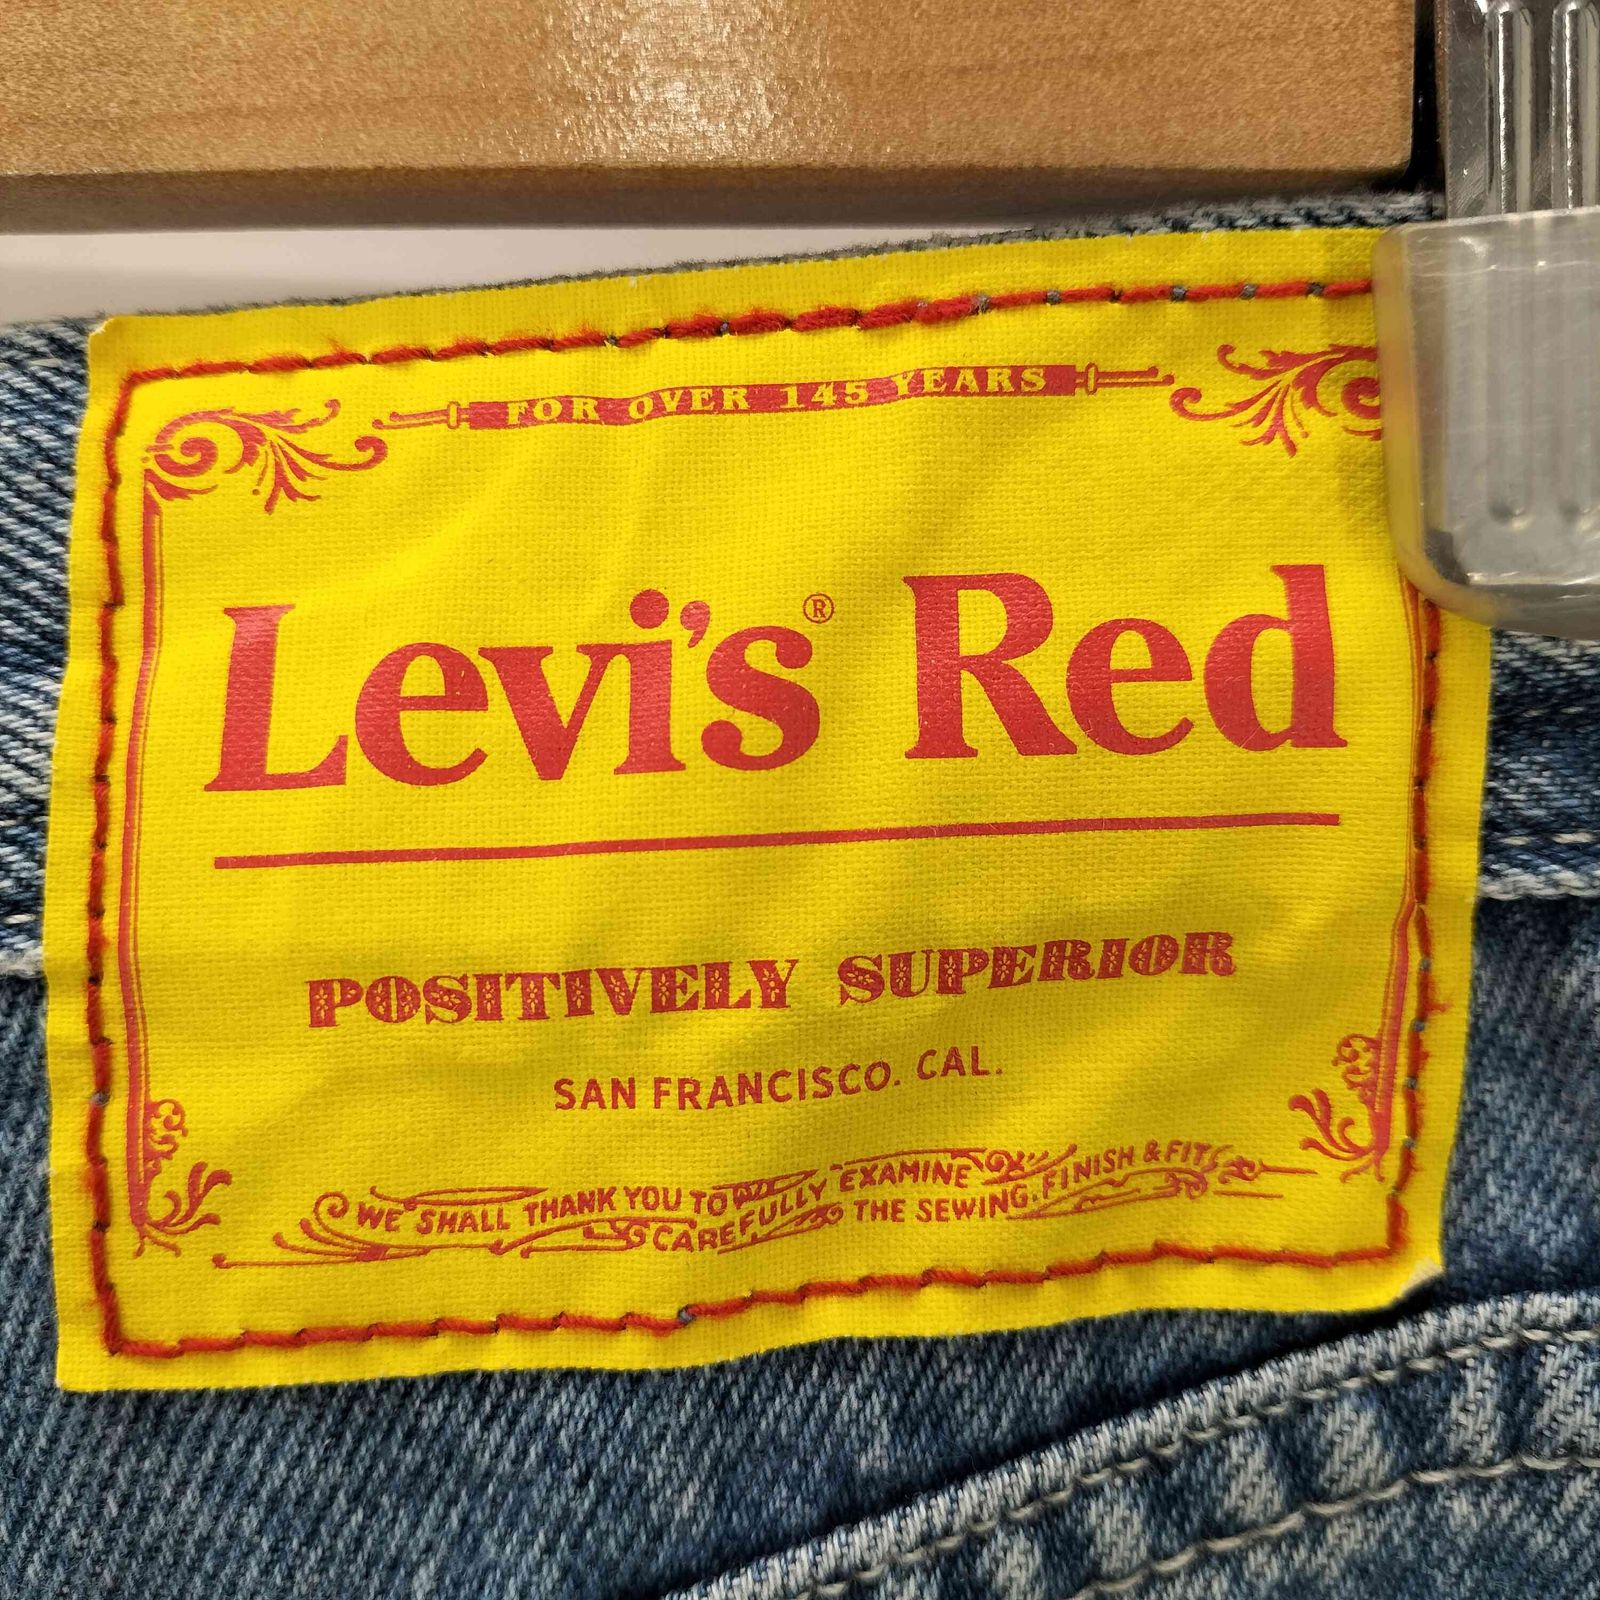 FOR OVER 145 YEARS
Levi's® Red
POSITIVELY SUPERIOR
SAN FRANCISCO. CAL.
WE SHALL THANK YOU TO CAREFULLY EXAMINE THE SEWING, FINISH & FIT